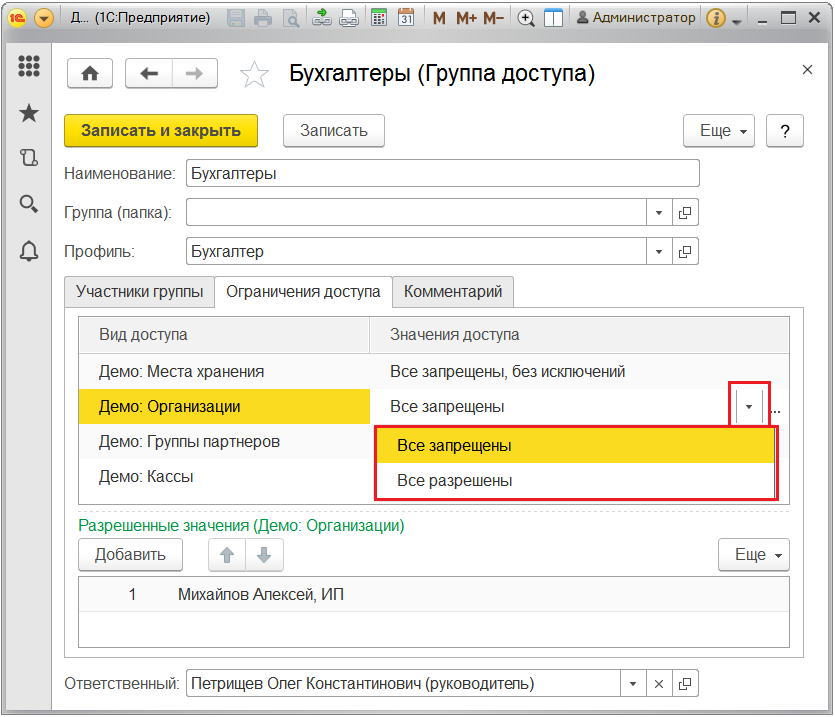 Д... (1С:Предприятие) 31 M M+ M- Администратор
Бухгалтеры (Группа доступа)
Записать и закрыть Записать Еще ?
Наименование: Бухгалтеры
Группа (папка):
Профиль: Бухгалтер
Участники группы Ограничения доступа Комментарий
Вид доступа Значения доступа
Демо: Места хранения Все запрещены, без исключений
Демо: Организации Все запрещены ...
Демо: Группы партнеров Все запрещены
Демо: Кассы Все разрешены
Разрешенные значения (Демо: Организации)
Добавить Еще
1 Михайлов Алексей, ИП
Ответственный: Петрищев Олег Константинович (руководитель)